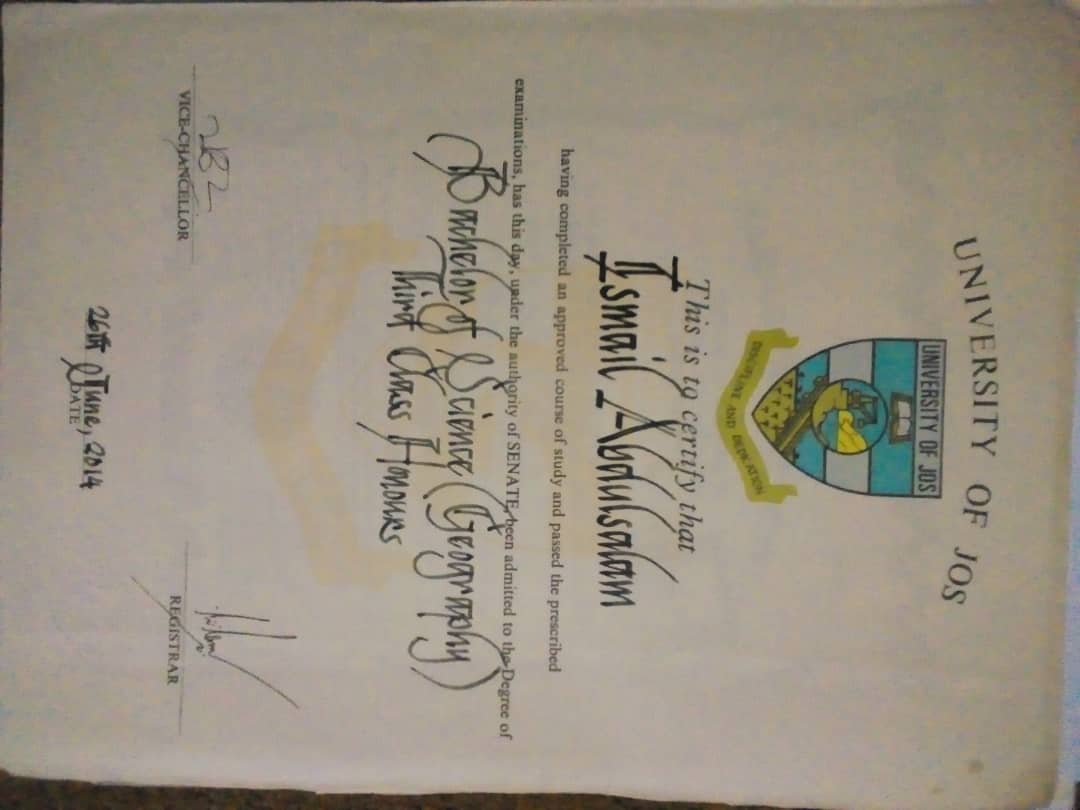 UNIVERSITY OF JOS
UNIVERSITY OF JOS
DISCIPLINE AND DEDICATION
This is to certify that
Ismail Abdulsalam
having completed an approved course of study and passed the prescribed
examinations, has this day, under the authority of SENATE, been admitted to the Degree of
Bachelor of Science (Geography)
Third Class Honours
VICE-CHANCELLOR
REGISTRAR
26th June, 2014
DATE